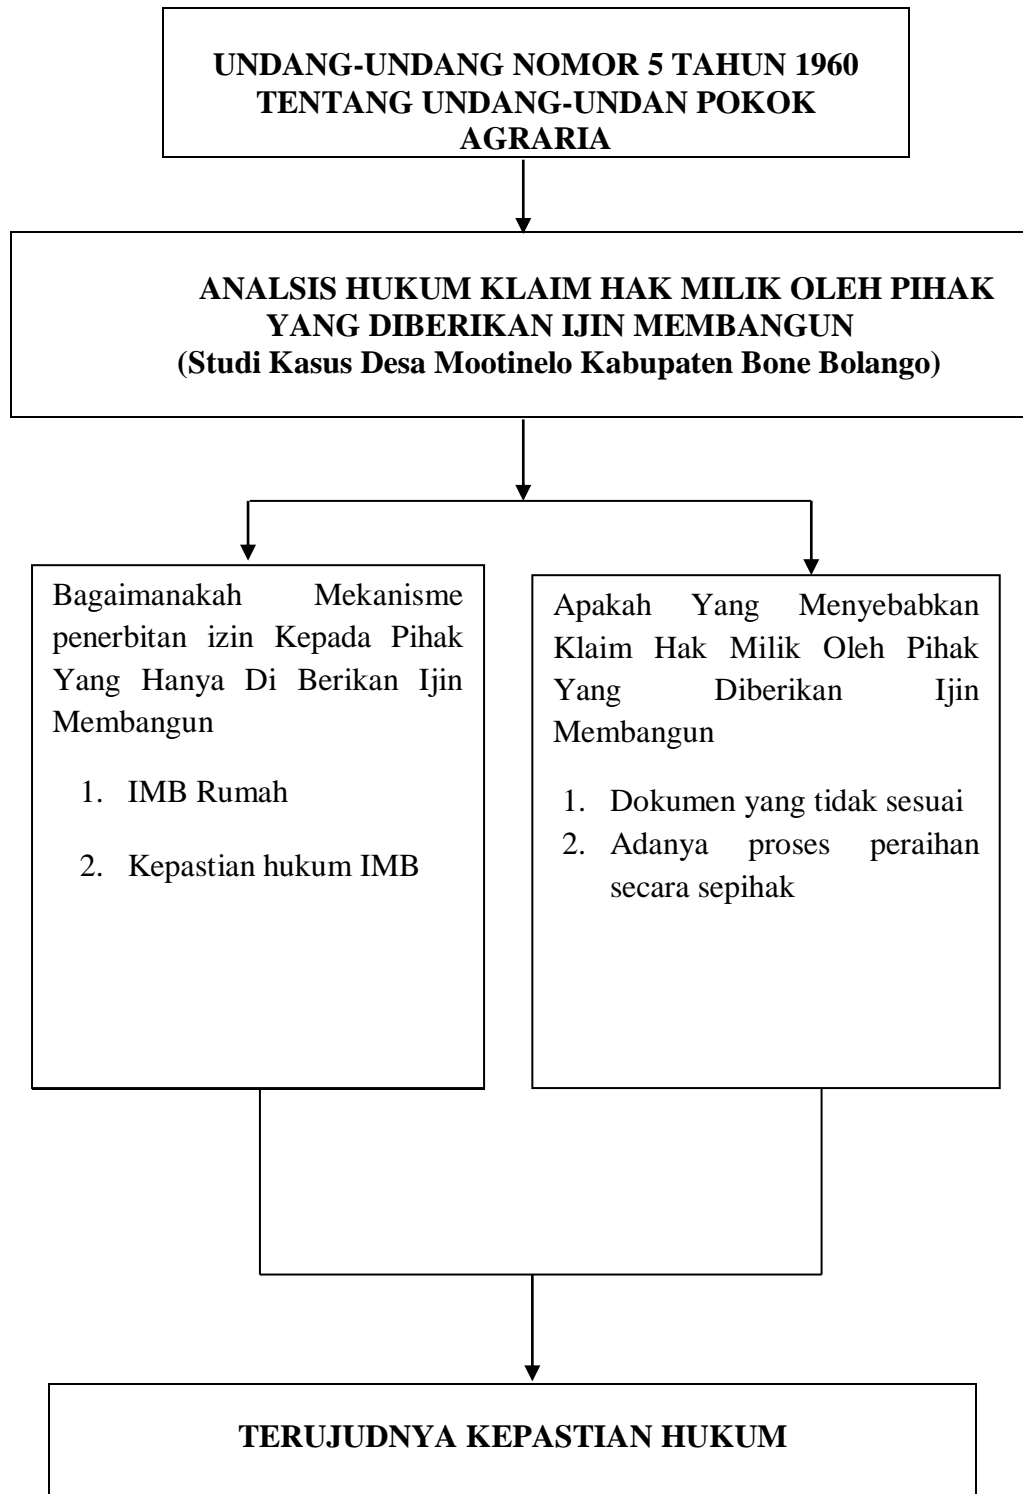 UNDANG-UNDANG NOMOR 5 TAHUN 1960
TENTANG UNDANG-UNDAN POKOK
AGRARIA
ANALSIS HUKUM KLAIM HAK MILIK OLEH PIHAK
YANG DIBERIKAN IJIN MEMBANGUN
(Studi Kasus Desa Mootinelo Kabupaten Bone Bolango)
Bagaimanakah Mekanisme
penerbitan izin Kepada Pihak
Yang Hanya Di Berikan Ijin
Membangun
1. IMB Rumah
2. Kepastian hukum IMB
Apakah Yang Menyebabkan
Klaim Hak Milik Oleh Pihak
Yang Diberikan Ijin
Membangun
1. Dokumen yang tidak sesuai
2. Adanya proses peraihan
secara sepihak
TERUJUDNYA KEPASTIAN HUKUM